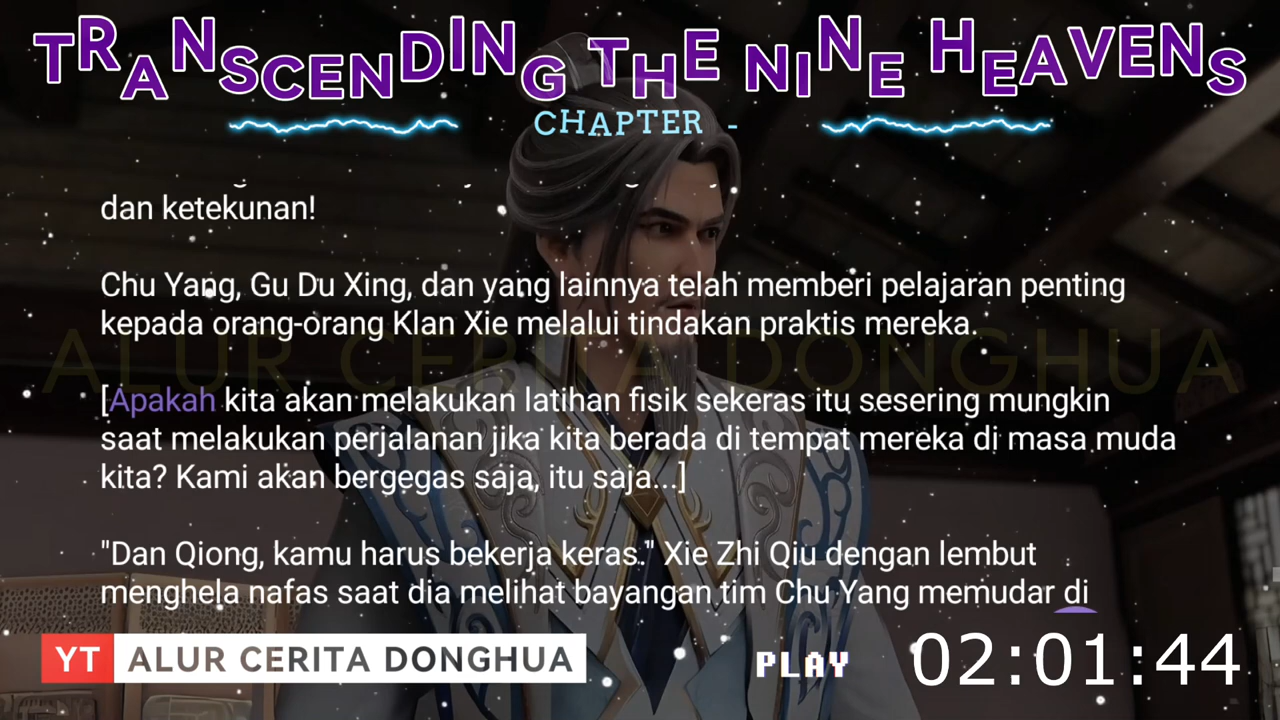 TRANSCENDING THE NINE HEAVENS
CHAPTER -
dan ketekunan!
Chu Yang, Gu Du Xing, dan yang lainnya telah memberi pelajaran penting
kepada orang-orang Klan Xie melalui tindakan praktis mereka.
ALUR CERITA DONGHUA
[Apakah kita akan melakukan latihan fisik sekeras itu sesering mungkin
saat melakukan perjalanan jika kita berada di tempat mereka di masa muda
kita? Kami akan bergegas saja, itu saja...]
"Dan Qiong, kamu harus bekerja keras." Xie Zhi Qiu dengan lembut
menghela nafas saat dia melihat bayangan tim Chu Yang memudar di
YT ALUR CERITA DONGHUA
PLAY
02:01:44